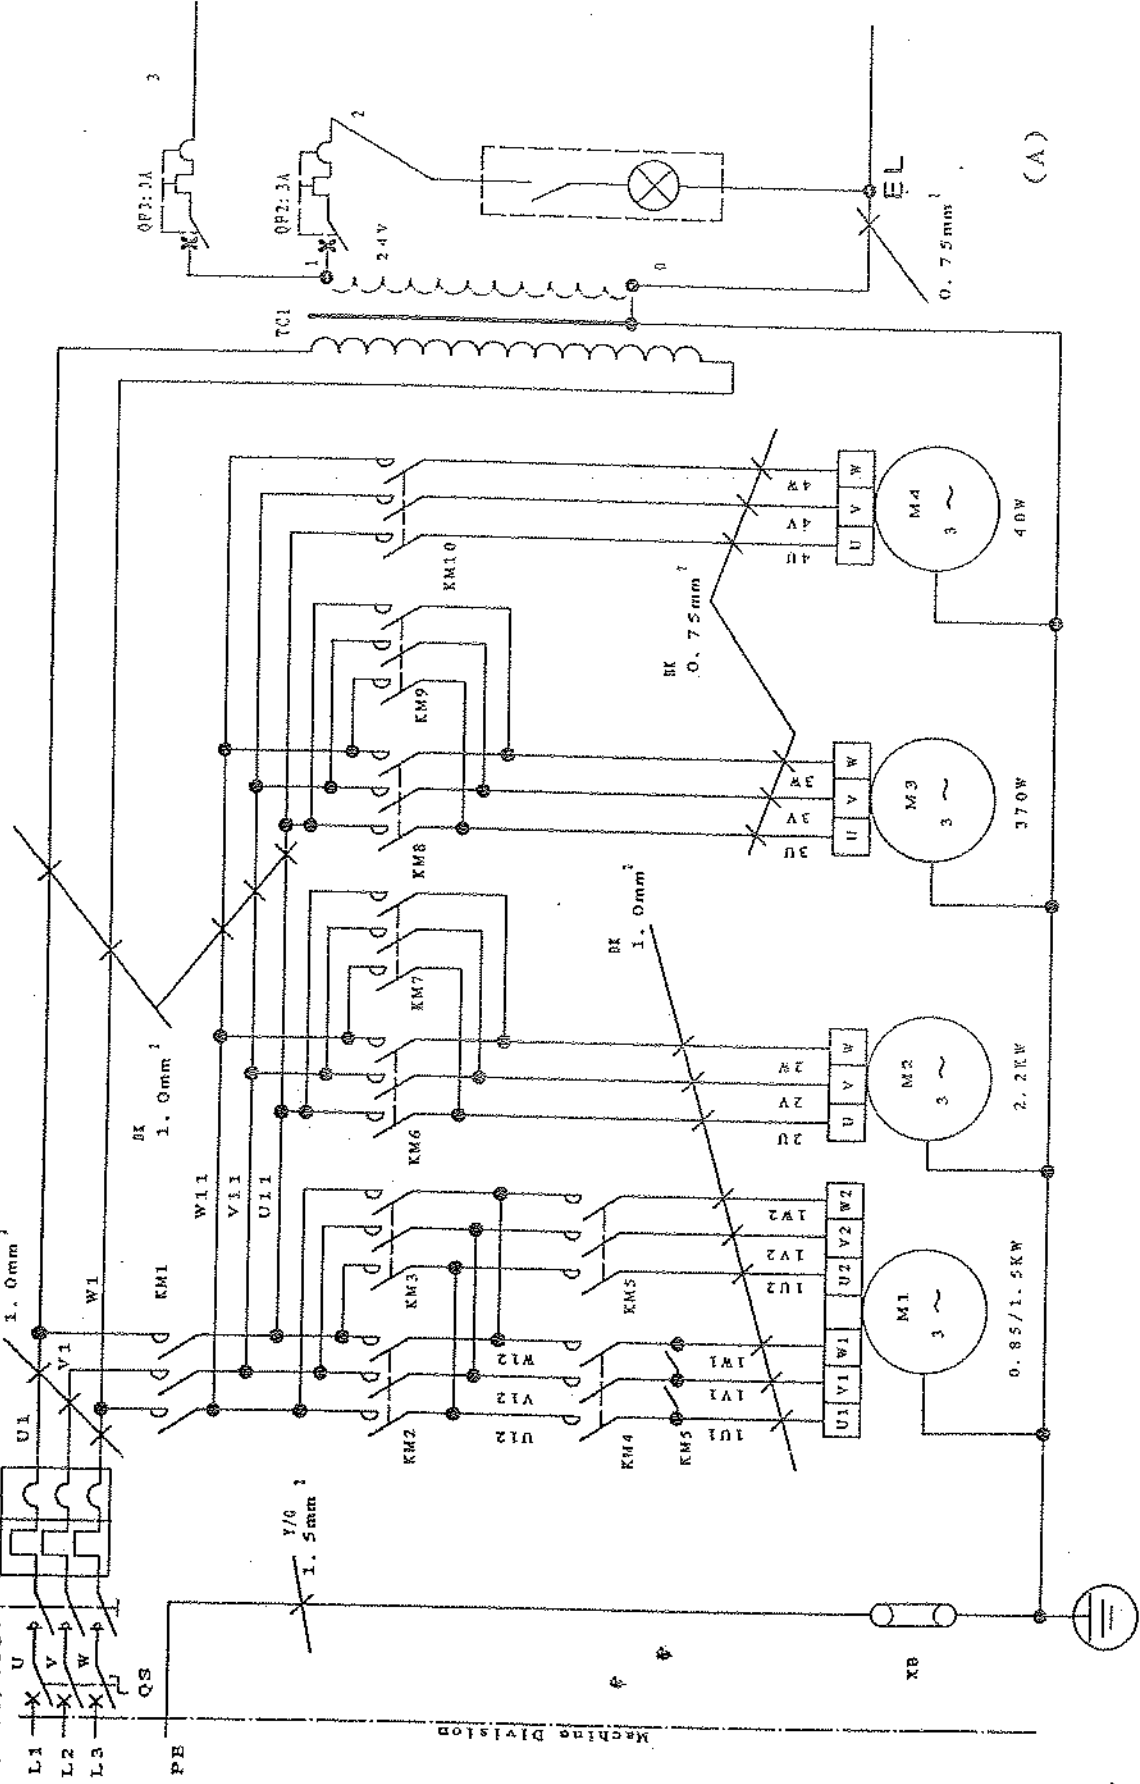 L1
L2
L3
PE
U
V
W
QS
Machine Division
U1
V1
W1
1.0mm²
Y/G
1.5mm²
XB
KM1
W11
V11
U11
BK
1.0mm²
KM2
KM3
U12
V12
W12
KM4
KM5
KM5
1U1
1V1
1W1
1U2
1V2
1W2
U1 V1 W1 U2 V2 W2
M1
3 ~
0.85/1.5KW
KM6
KM7
BK
1.0mm²
2U
2V
2W
U V W
M2
3 ~
2.2KW
KM8
KM9
3U
3V
3W
U V W
M3
3 ~
370W
BK
0.75mm²
KM10
4U
4V
4W
U V W
M4
3 ~
40W
TC1
1
24V
0
QF2:3A
2
QF3:3A
3
EL
0.75mm²
(A)